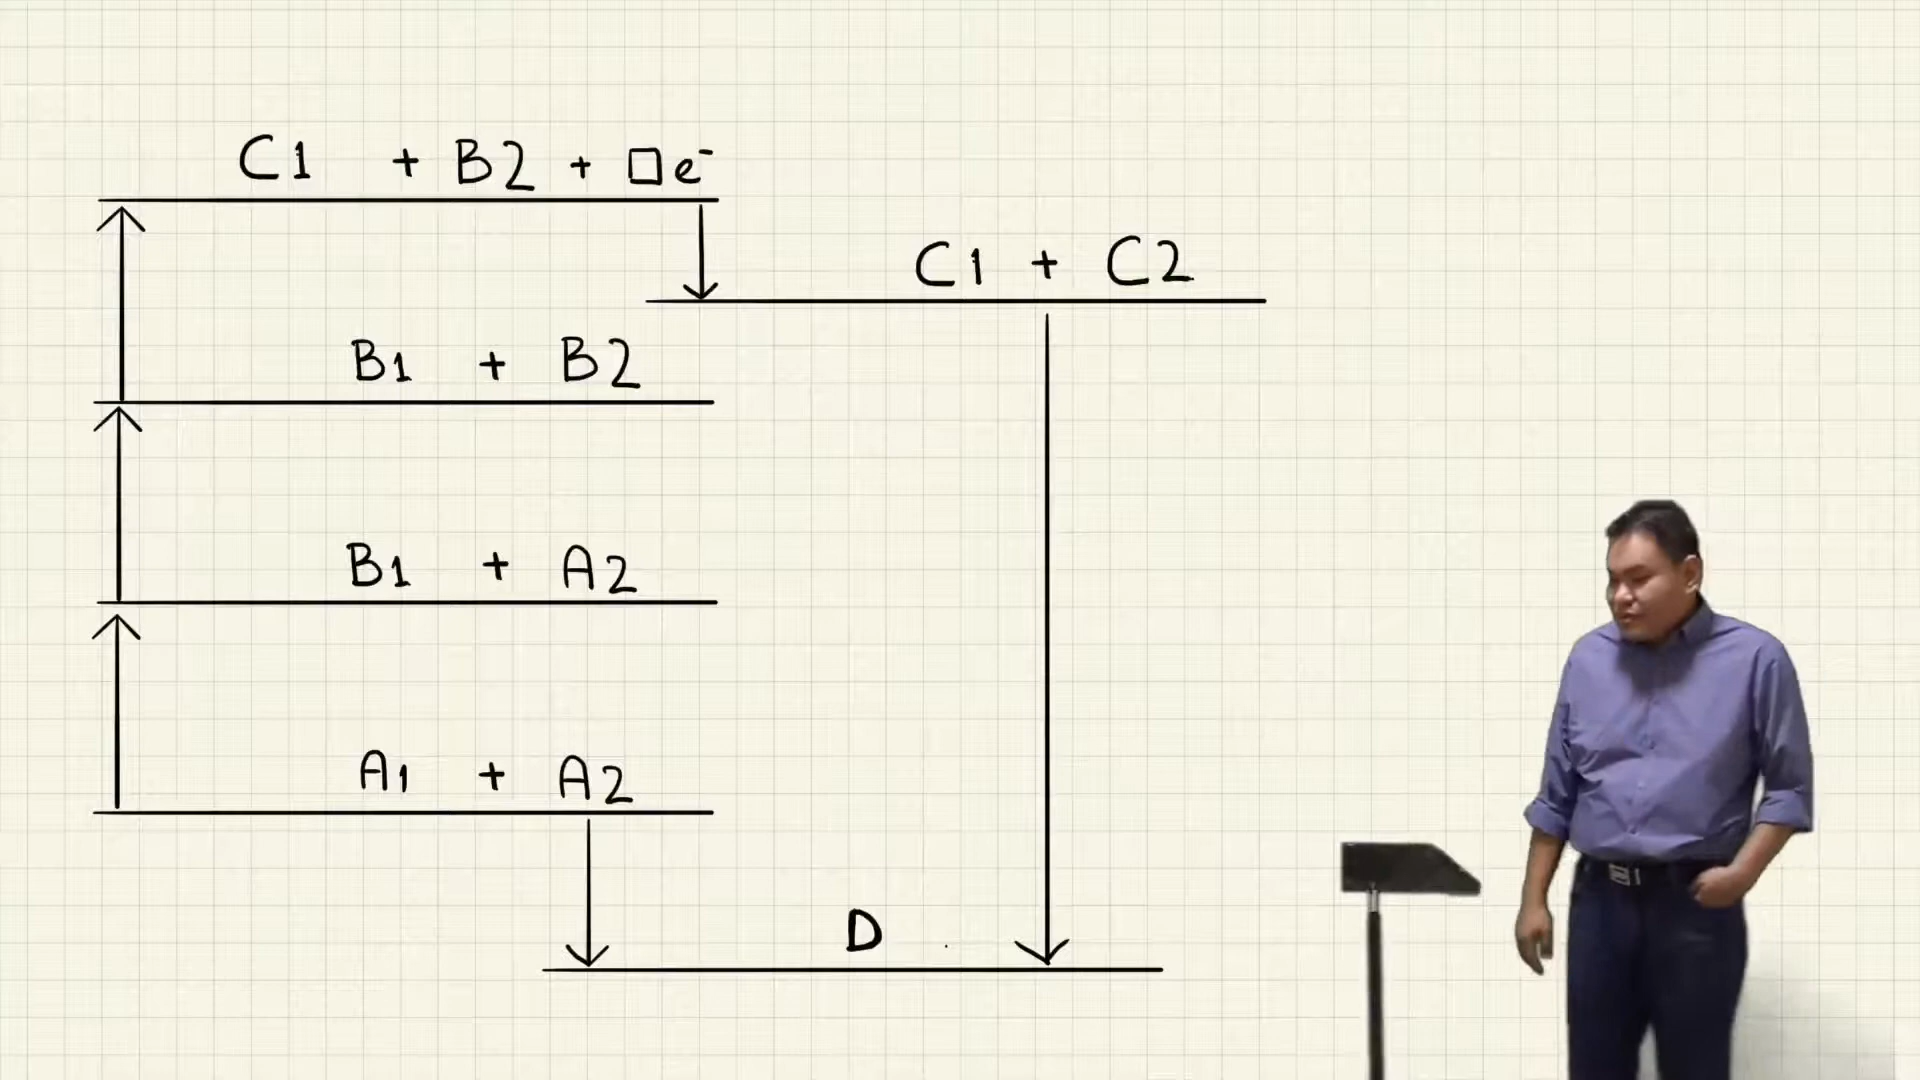 C1 + B2 + □e⁻
C1 + C2
B1 + B2
B1 + A2
A1 + A2
D